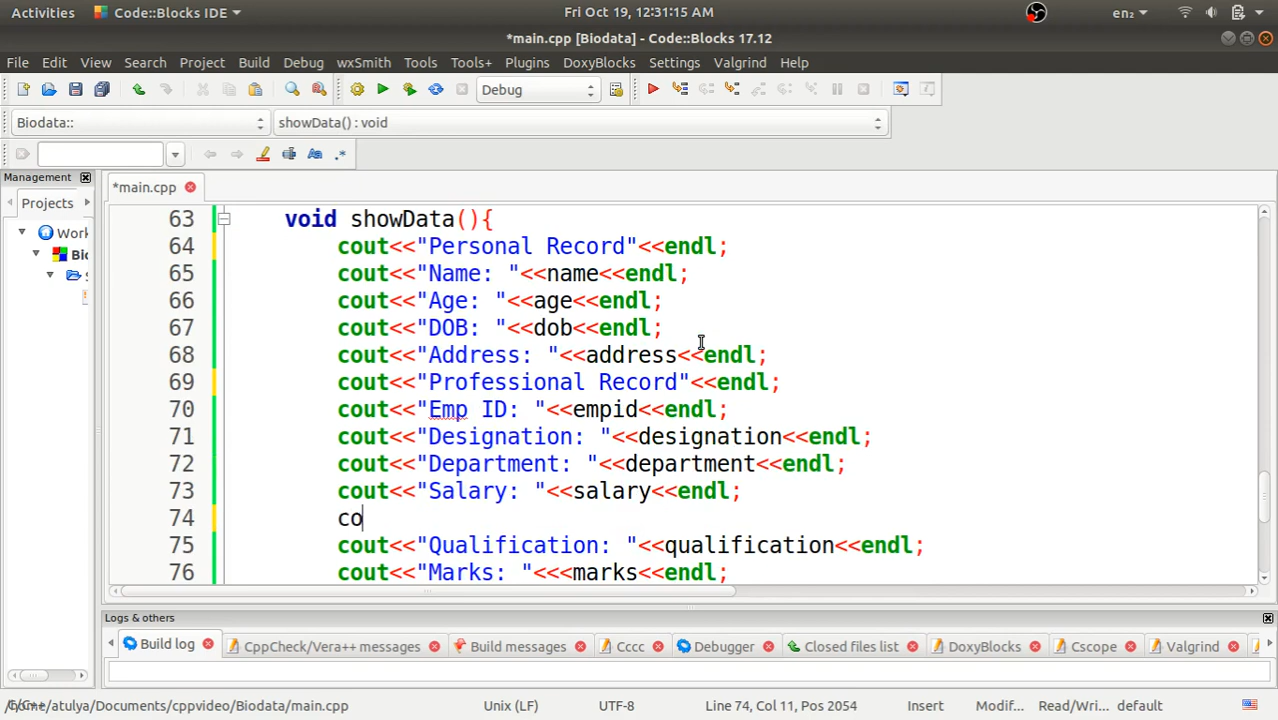 Activities Code::Blocks IDE Fri Oct 19, 12:31:15 AM en₂
*main.cpp [Biodata] - Code::Blocks 17.12
File Edit View Search Project Build Debug wxSmith Tools Tools+ Plugins DoxyBlocks Settings Valgrind Help
Debug
Biodata:: showData() : void
Management *main.cpp
Projects
Work
Bio
63 void showData(){
64 cout<<"Personal Record"<<endl;
65 cout<<"Name: "<<name<<endl;
66 cout<<"Age: "<<age<<endl;
67 cout<<"DOB: "<<dob<<endl;
68 cout<<"Address: "<<address<<endl;
69 cout<<"Professional Record"<<endl;
70 cout<<"Emp ID: "<<empid<<endl;
71 cout<<"Designation: "<<designation<<endl;
72 cout<<"Department: "<<department<<endl;
73 cout<<"Salary: "<<salary<<endl;
74 co
75 cout<<"Qualification: "<<qualification<<endl;
76 cout<<"Marks: "<<<marks<<endl;
Logs & others
Build log CppCheck/Vera++ messages Build messages Cccc Debugger Closed files list DoxyBlocks Cscope Valgrind
/home/atulya/Documents/cppvideo/Biodata/main.cpp Unix (LF) UTF-8 Line 74, Col 11, Pos 2054 Insert Modif... Read/Wri... default